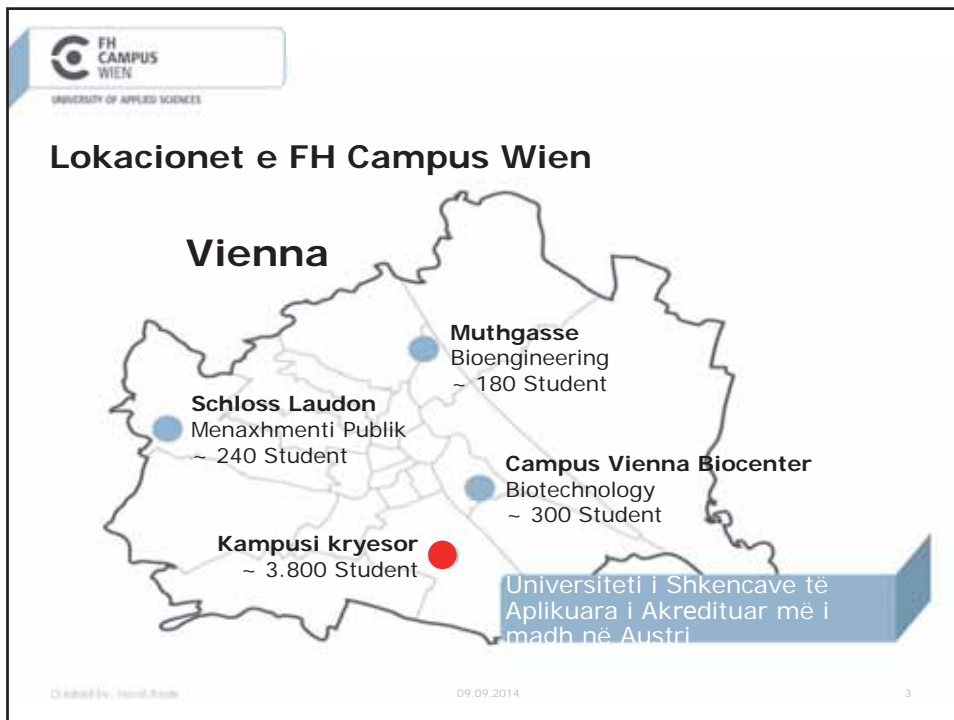 FH
CAMPUS
WIEN
UNIVERSITY OF APPLIED SCIENCES
Lokacionet e FH Campus Wien
Vienna
Muthgasse
Bioengineering
~ 180 Student
Schloss Laudon
Menaxhmenti Publik
~ 240 Student
Campus Vienna Biocenter
Biotechnology
~ 300 Student
Kampusi kryesor
~ 3.800 Student
Universiteti i Shkencave të
Aplikuara i Akredituar më i
madh në Austri
09.09.2014
3